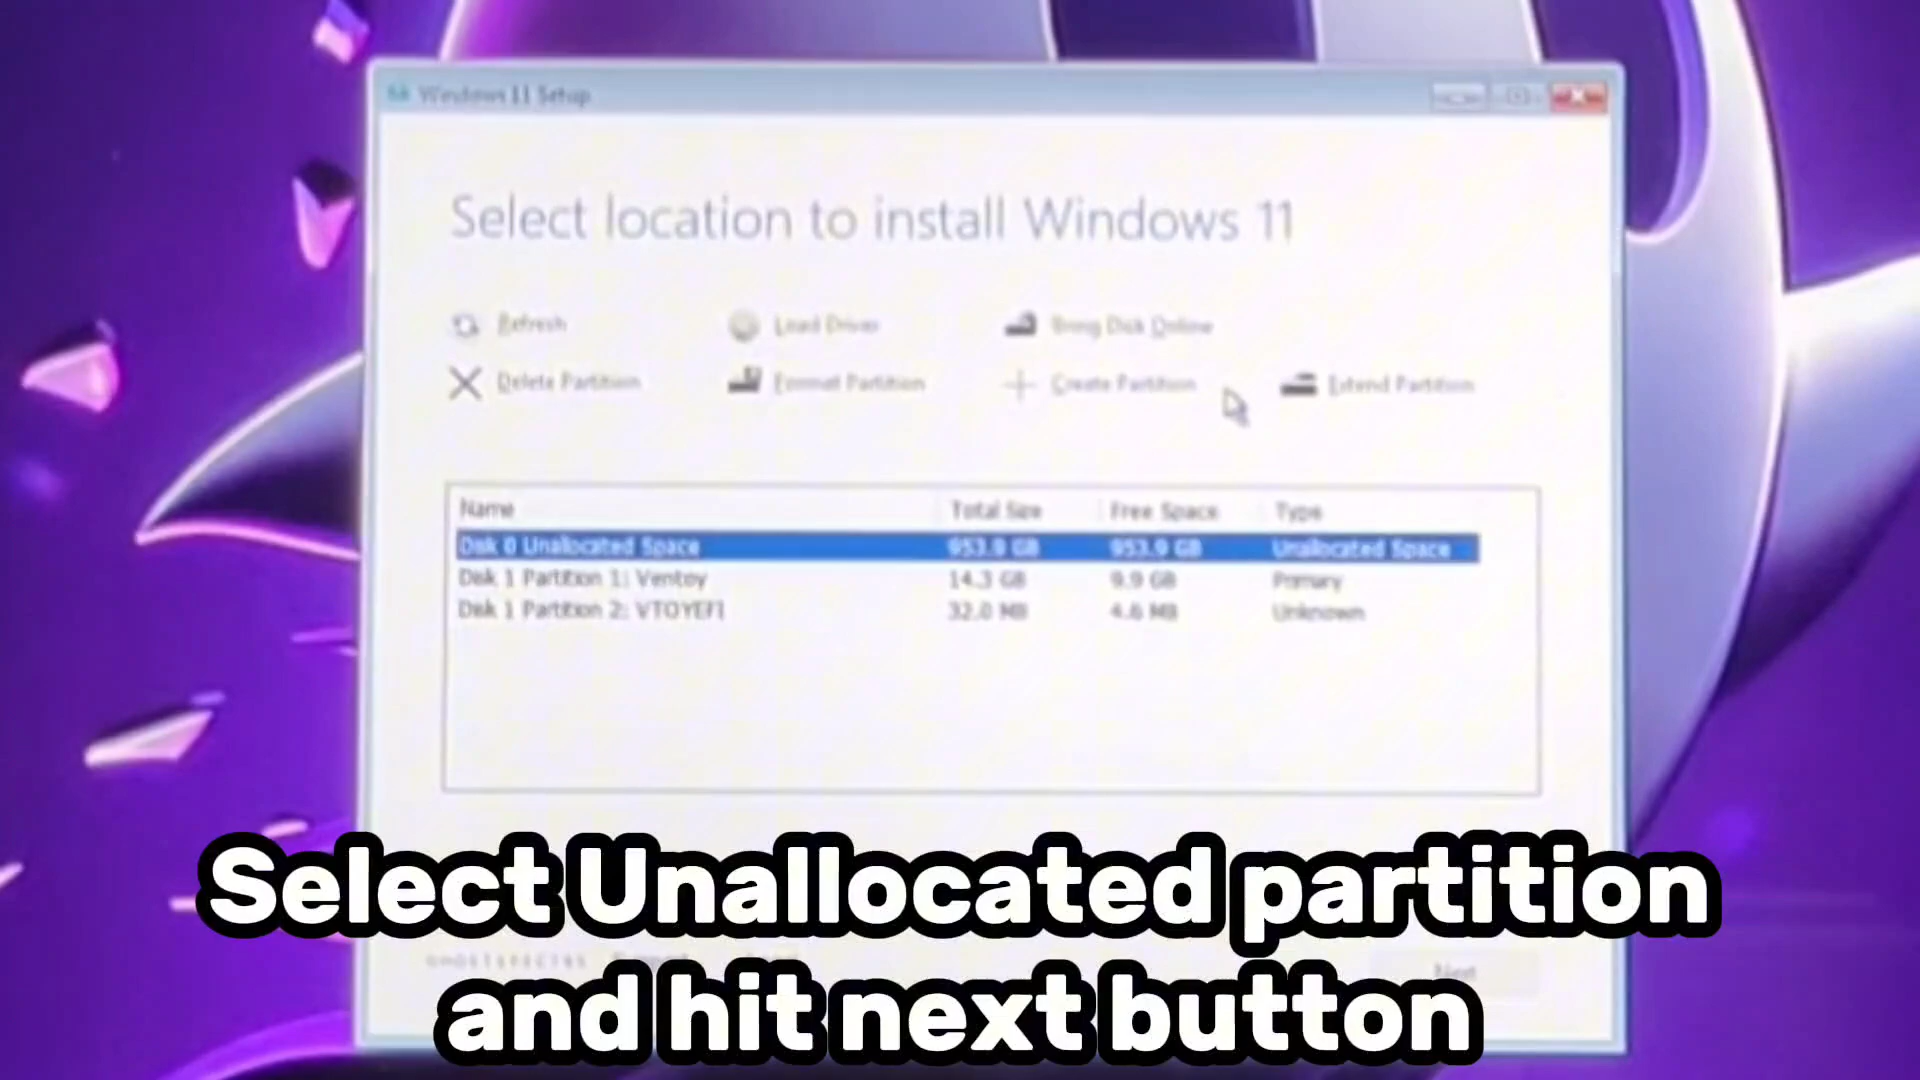 Windows 11 Setup
Select location to install Windows 11
Refresh Load Driver Bring Disk Online
Delete Partition Format Partition Create Partition Extend Partition
Name Total Size Free Space Type
Disk 0 Unallocated Space 953.9 GB 953.9 GB Unallocated Space
Disk 1 Partition 1: Ventoy 14.3 GB 9.9 GB Primary
Disk 1 Partition 2: VTOYEFI 32.0 MB 4.6 MB Unknown
Select Unallocated partition
GHOSTSPECTRE Support Next
and hit next button